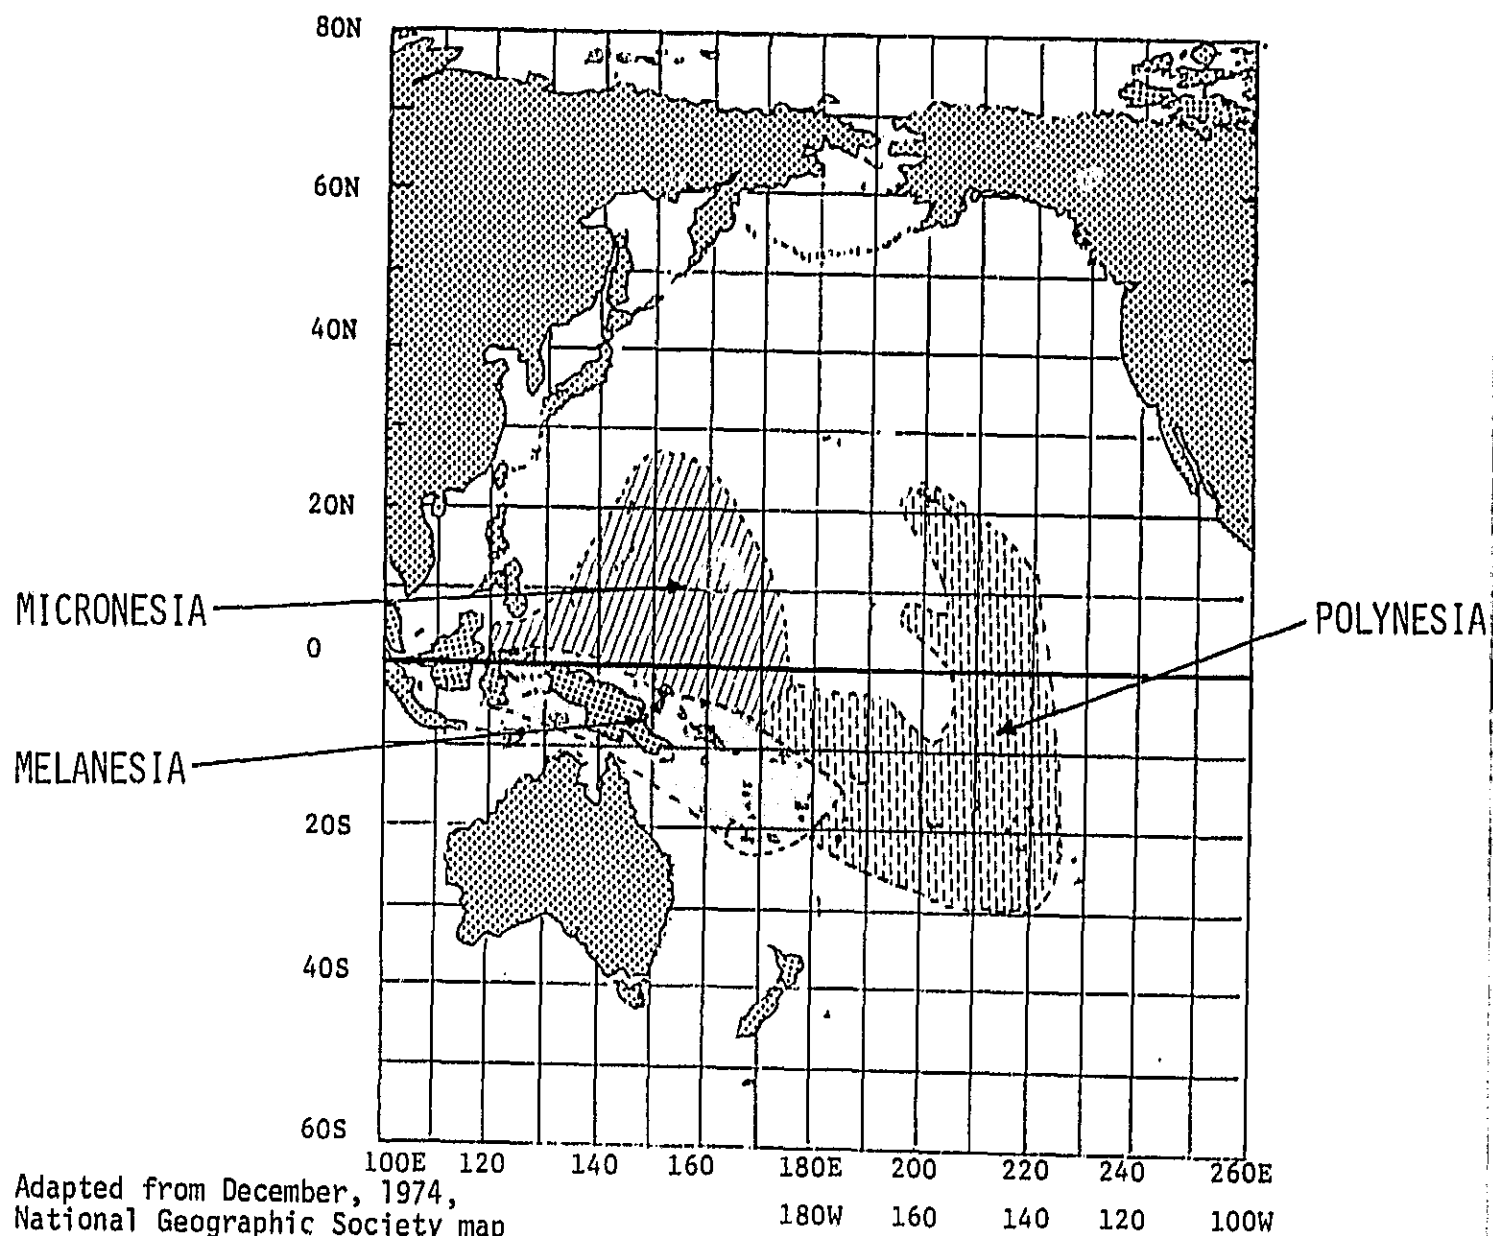 80N
60N
40N
20N
MICRONESIA
POLYNESIA
0
MELANESIA
20S
40S
60S
100E 120 140 160 180E 200 220 240 260E
180W 160 140 120 100W
Adapted from December, 1974,
National Geographic Society map